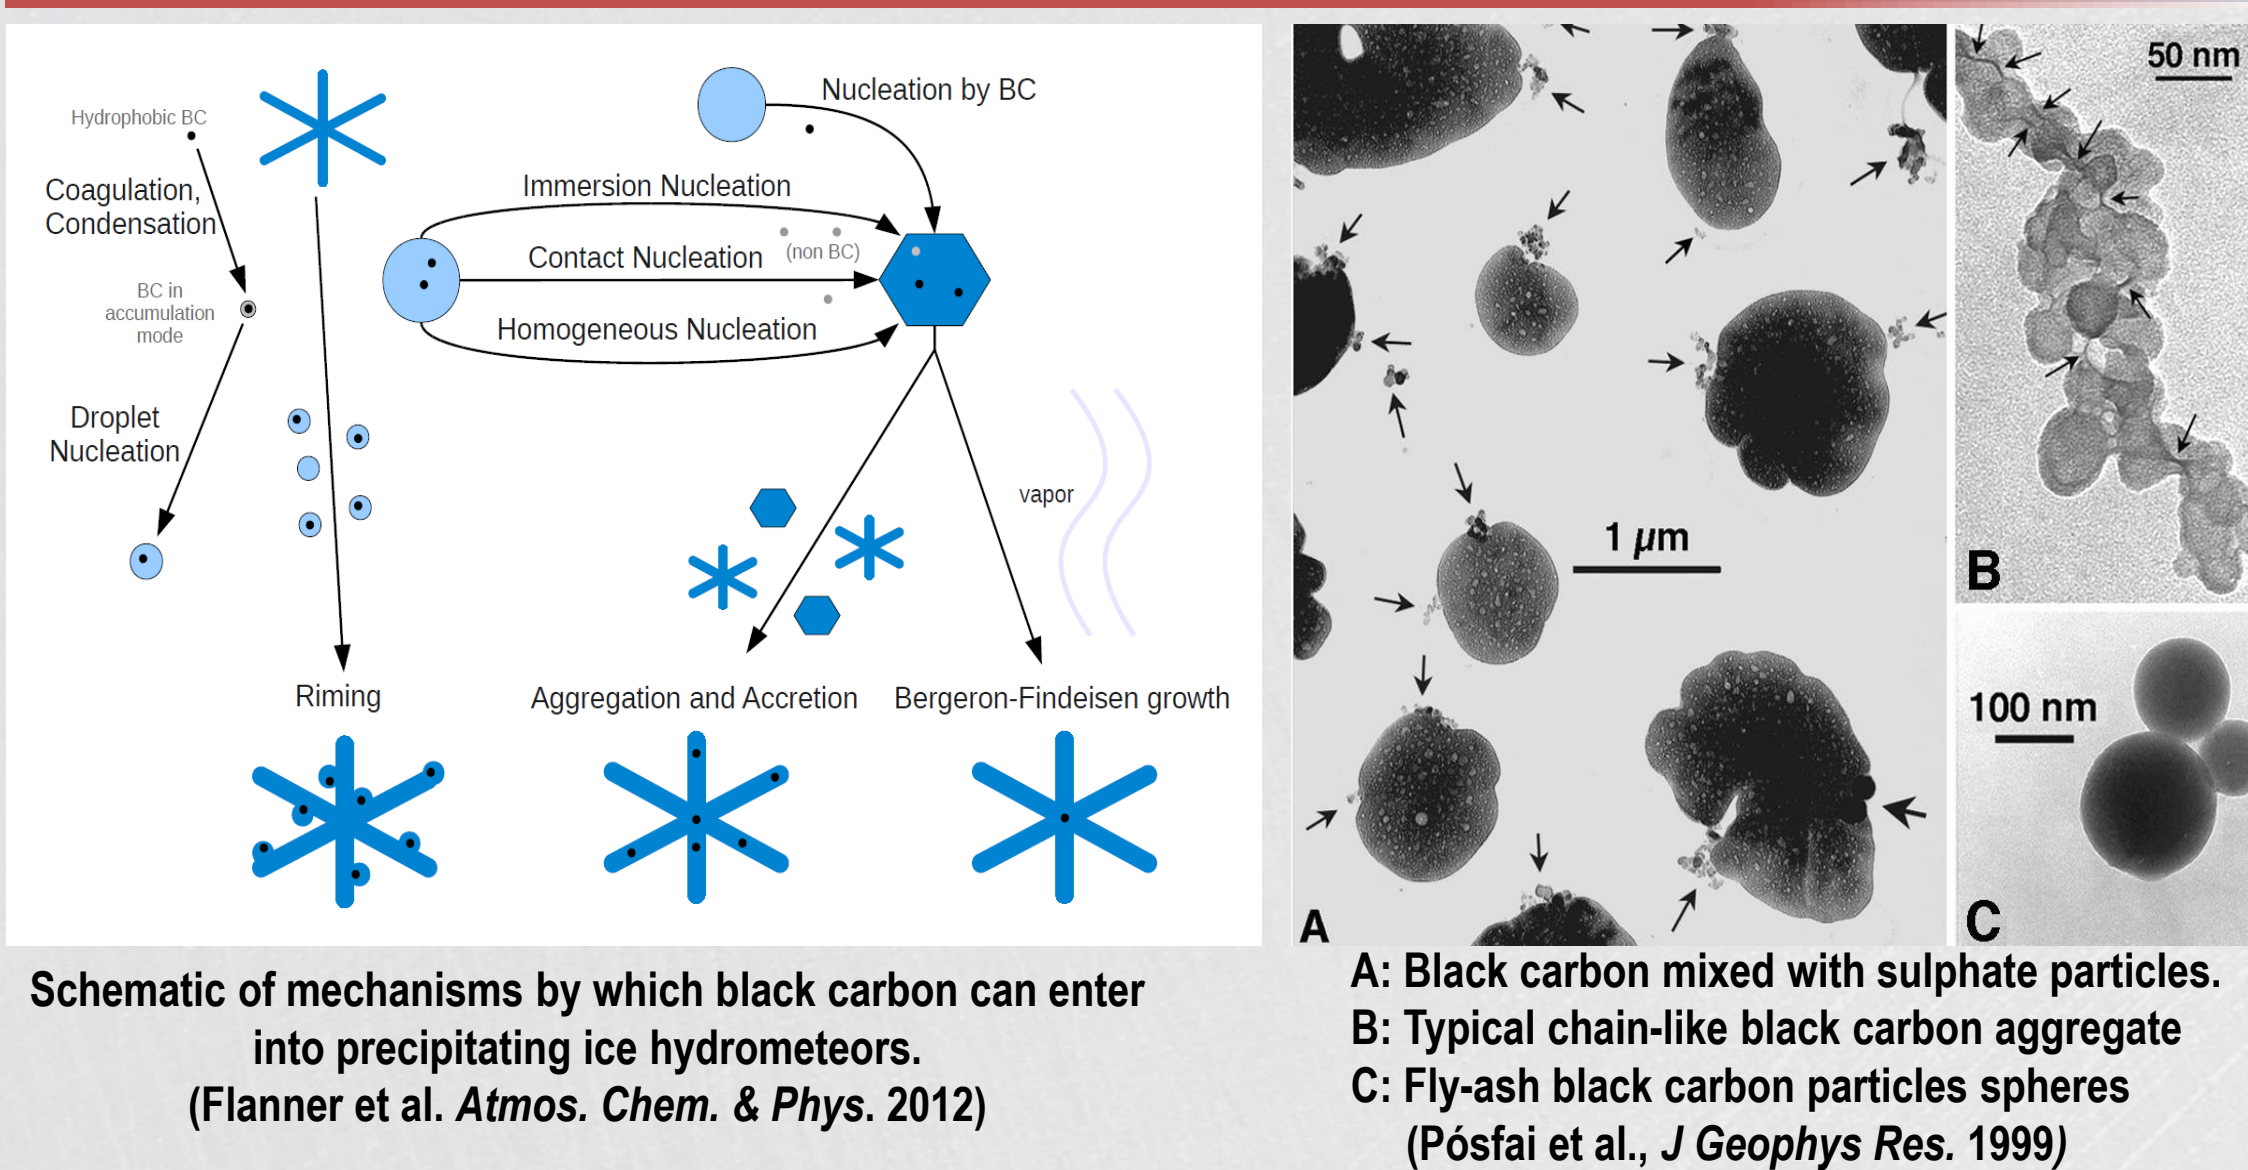 Hydrophobic BC
Coagulation,
Condensation
BC in
accumulation
mode
Droplet
Nucleation
Nucleation by BC
Immersion Nucleation
Contact Nucleation
(non BC)
Homogeneous Nucleation
vapor
Riming
Aggregation and Accretion
Bergeron-Findeisen growth
Schematic of mechanisms by which black carbon can enter
into precipitating ice hydrometeors.
(Flanner et al. Atmos. Chem. & Phys. 2012)
1 µm
A
50 nm
B
100 nm
C
A: Black carbon mixed with sulphate particles.
B: Typical chain-like black carbon aggregate
C: Fly-ash black carbon particles spheres
(Pósfai et al., J Geophys Res. 1999)